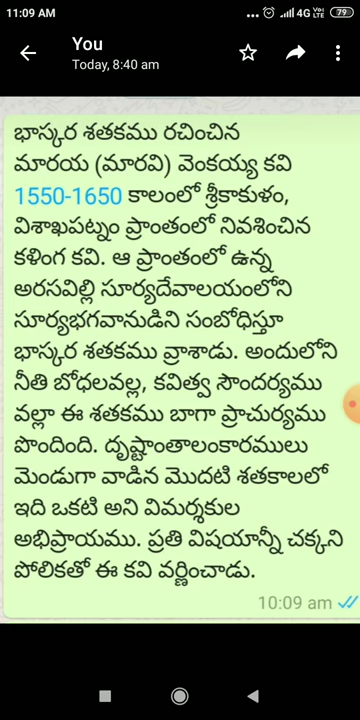 11:09 AM
... 4G VoLTE 79
You
Today, 8:40 am
భాస్కర శతకము రచించిన
మారయ (మారవి) వెంకయ్య కవి
1550-1650 కాలంలో శ్రీకాకుళం,
విశాఖపట్నం ప్రాంతంలో నివశించిన
కళింగ కవి. ఆ ప్రాంతంలో ఉన్న
అరసవిల్లి సూర్యదేవాలయంలోని
సూర్యభగవానుడిని సంబోధిస్తూ
భాస్కర శతకము వ్రాశాడు. అందులోని
నీతి బోధలవల్ల, కవిత్వ సౌందర్యము
వల్లా ఈ శతకము బాగా ప్రాచుర్యము
పొందింది. దృష్టాంతాలంకారములు
మెండుగా వాడిన మొదటి శతకాలలో
ఇది ఒకటి అని విమర్శకుల
అభిప్రాయము. ప్రతి విషయాన్నీ చక్కని
పోలికతో ఈ కవి వర్ణించాడు.
10:09 am